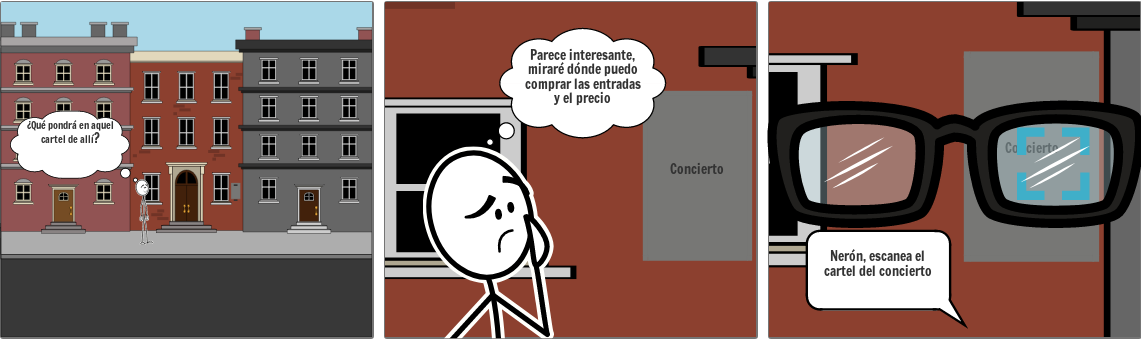 ¿Qué pondrá en aquel
cartel de allí?
Parece interesante,
miraré dónde puedo
comprar las entradas
y el precio
Concierto
Concierto
Nerón, escanea el
cartel del concierto